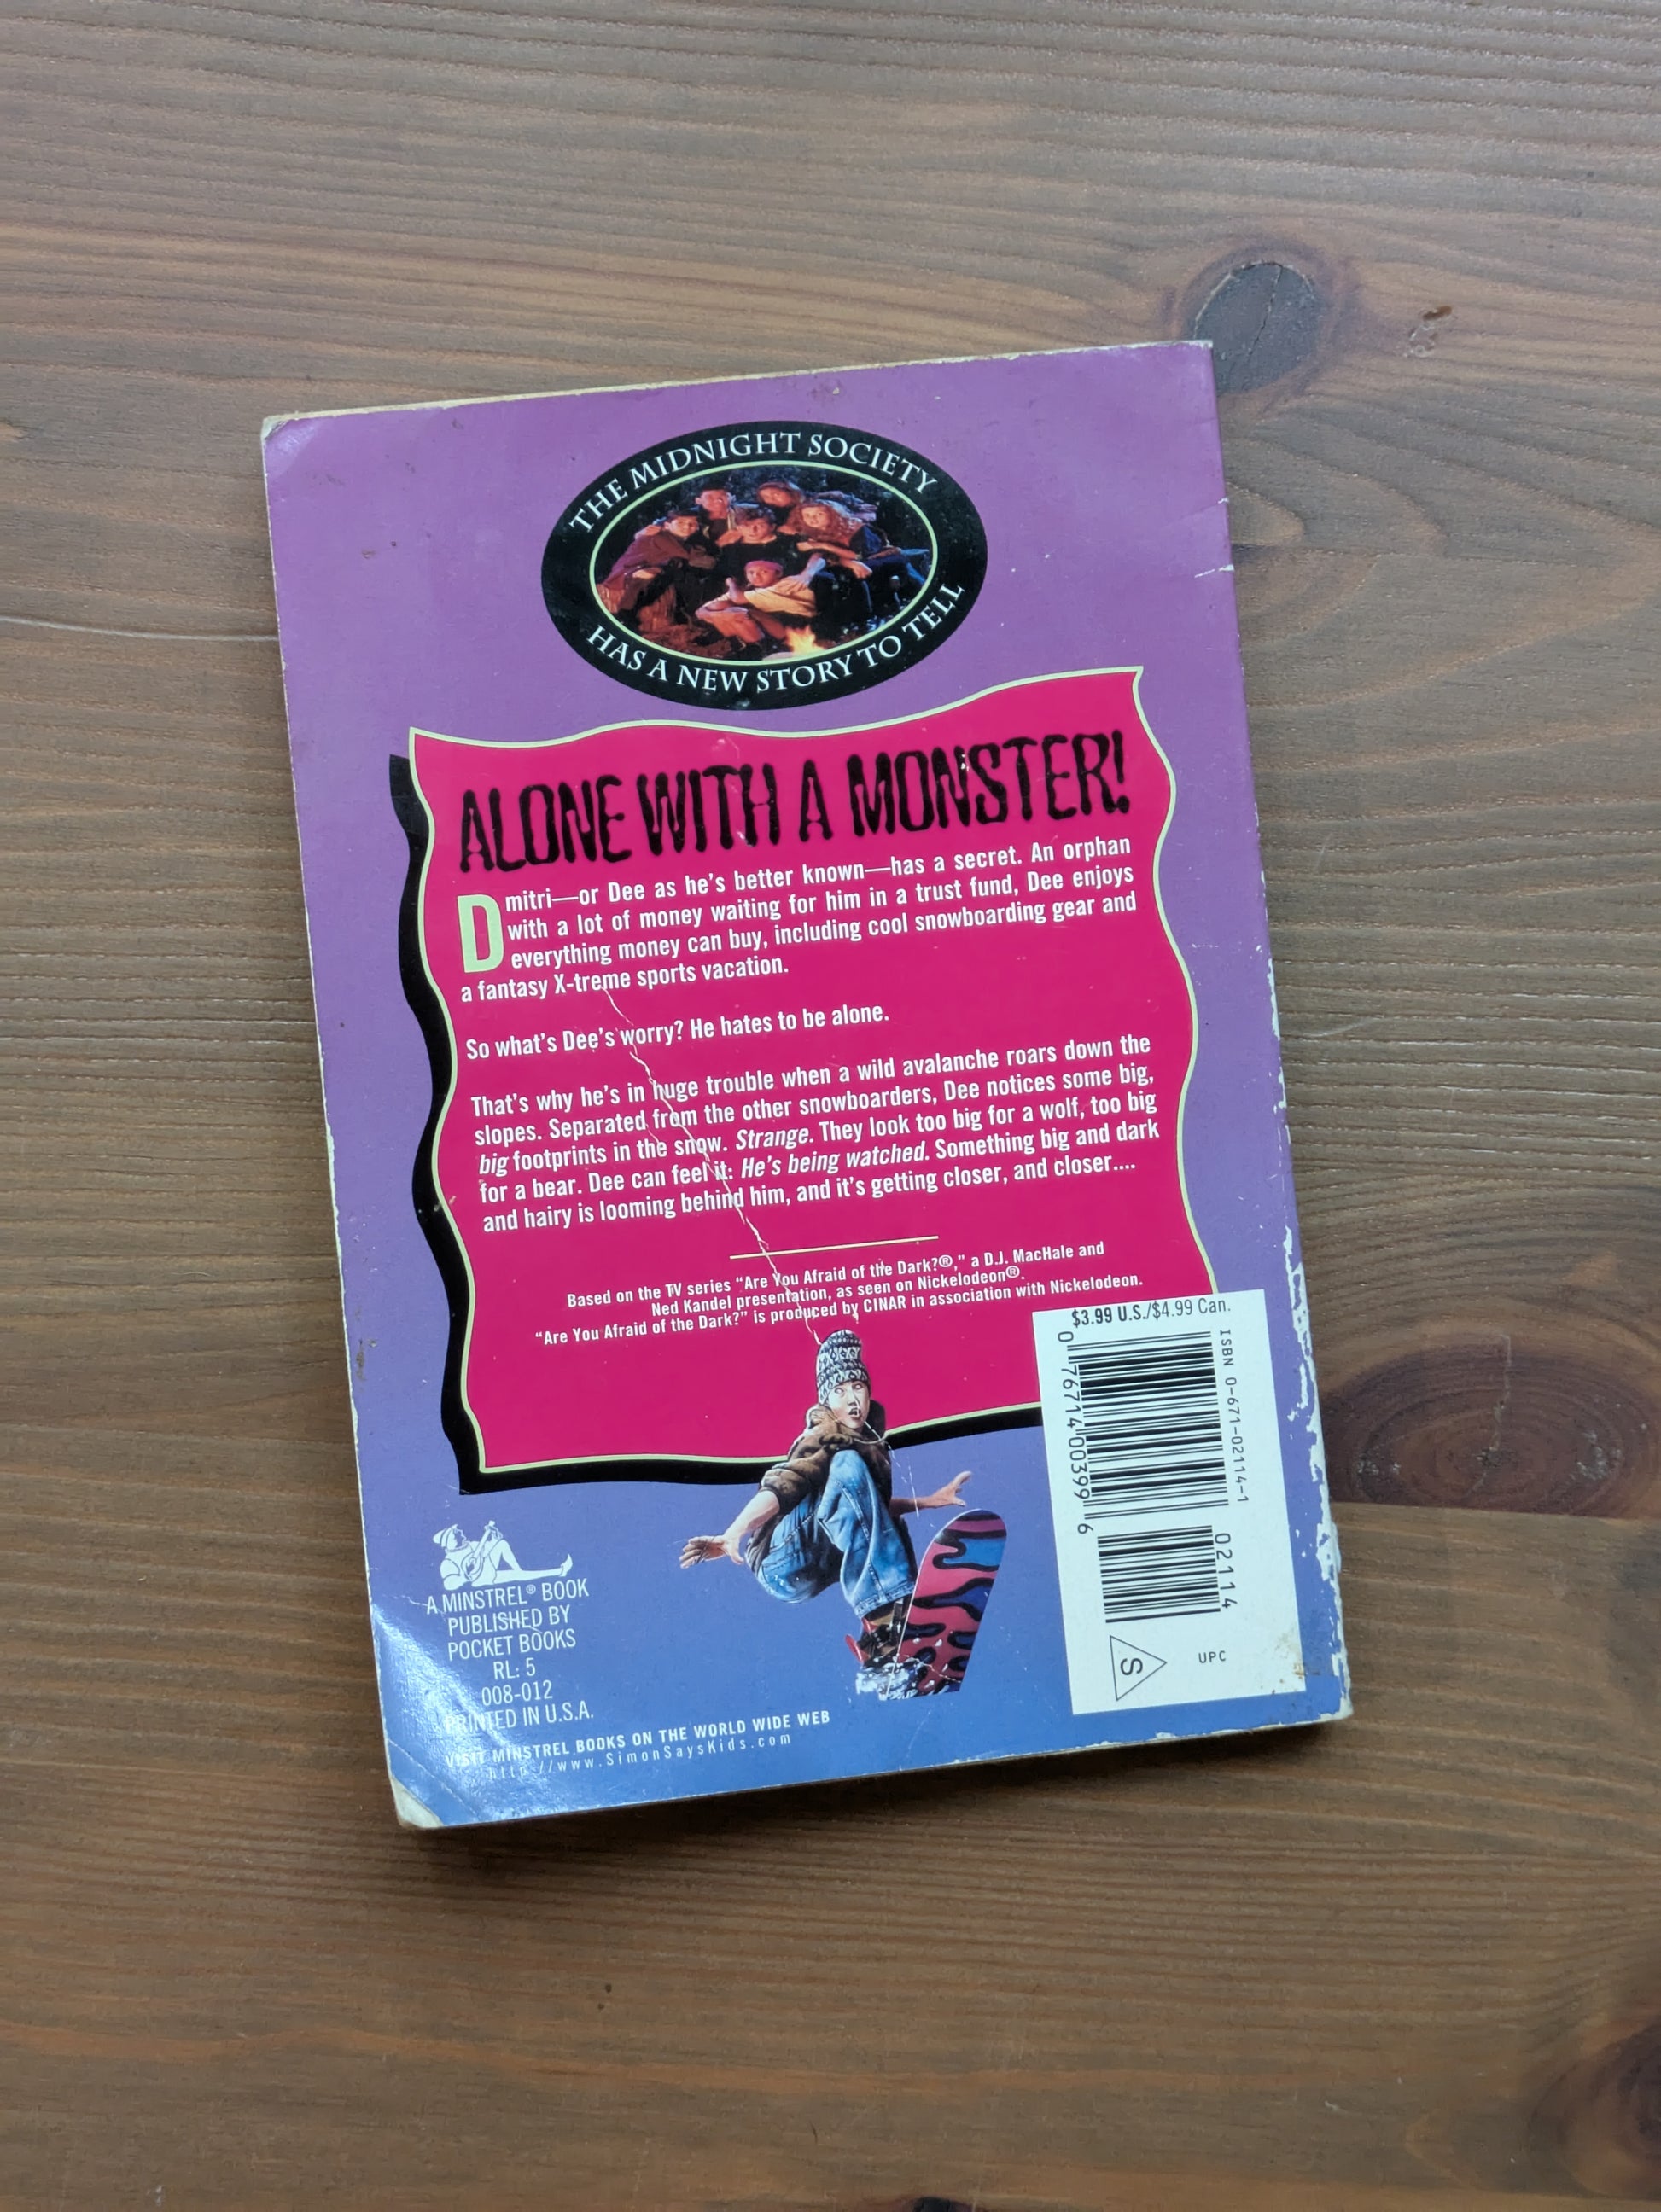 THE MIDNIGHT SOCIETY
HAS A NEW STORY TO TELL
ALONE WITH A MONSTER!
Dmitri—or Dee as he's better known—has a secret. An orphan
with a lot of money waiting for him in a trust fund, Dee enjoys
everything money can buy, including cool snowboarding gear and
a fantasy X-treme sports vacation.
So what's Dee's worry? He hates to be alone.
That's why he's in huge trouble when a wild avalanche roars down the
slopes. Separated from the other snowboarders, Dee notices some big,
big footprints in the snow. Strange. They look too big for a wolf, too big
for a bear. Dee can feel it: He's being watched. Something big and dark
and hairy is looming behind him, and it's getting closer, and closer....
Based on the TV series "Are You Afraid of the Dark?®," a D.J. MacHale and
Ned Kandel presentation, as seen on Nickelodeon®.
"Are You Afraid of the Dark?" is produced by CINAR in association with Nickelodeon.
$3.99 U.S./$4.99 Can.
ISBN 0-671-02114-1
0 76714 00399 6
02114
S
UPC
A MINSTREL® BOOK
PUBLISHED BY
POCKET BOOKS
RL: 5
008-012
PRINTED IN U.S.A.
VISIT MINSTREL BOOKS ON THE WORLD WIDE WEB
http://www.SimonSaysKids.com